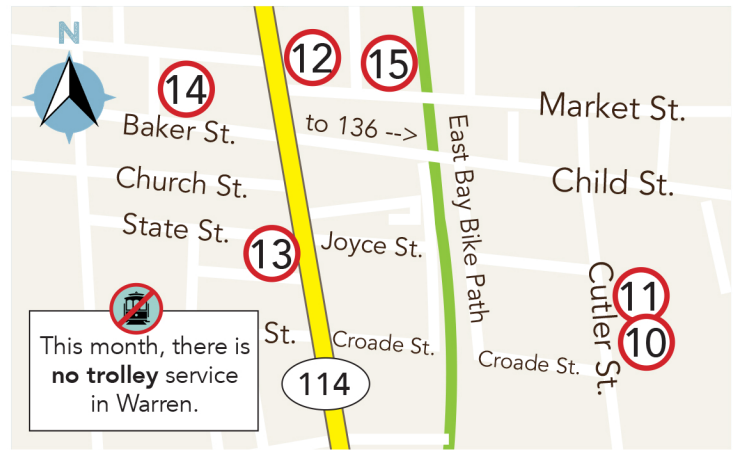 N
12
15
14
Market St.
Baker St.
to 136 -->
East Bay Bike Path
Church St.
Child St.
State St.
13
Joyce St.
Cutler St.
11
10
St.
Croade St.
Croade St.
114
This month, there is
no trolley service
in Warren.